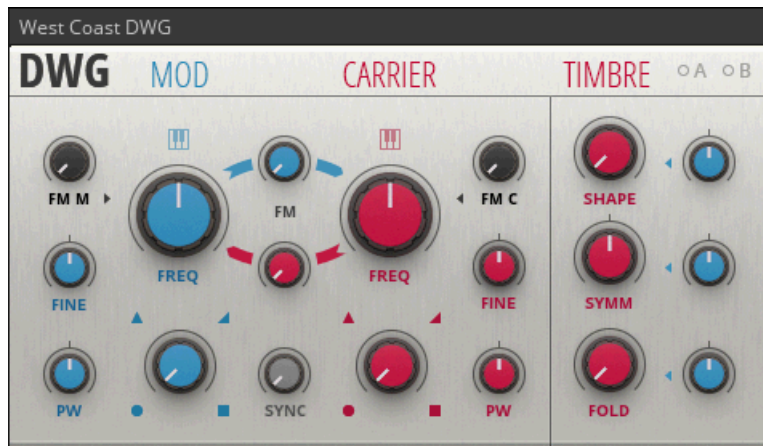 West Coast DWG
DWG MOD CARRIER TIMBRE A B
FM M FM FM C SHAPE
FREQ FREQ
FINE FINE SYMM
PW SYNC PW FOLD